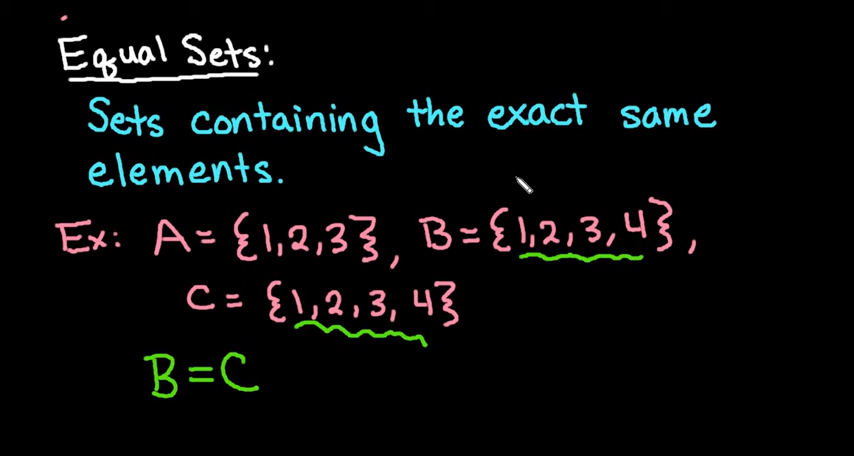 Equal Sets:
Sets containing the exact same
elements.
Ex: A = {1,2,3}, B = {1,2,3,4},
C = {1,2,3,4}
B=C